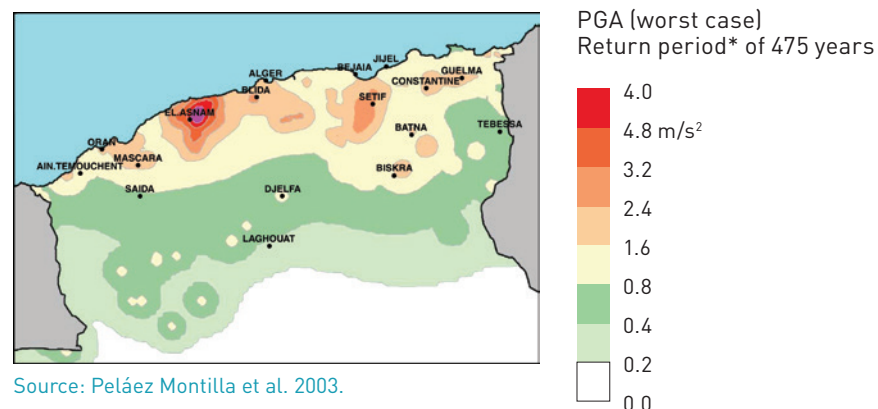 PGA (worst case)
Return period* of 475 years
4.0
4.8 m/s²
3.2
2.4
1.6
0.8
0.4
0.2
0.0
JIJEL
BEJAIA
ALGER
GUELMA
CONSTANTINE
BLIDA
SETIF
EL.ASNAM
TEBESSA
BATNA
ORAN
MASCARA
AIN.TEMOUCHENT
BISKRA
SAIDA
DJELFA
LAGHOUAT
Source: Peláez Montilla et al. 2003.